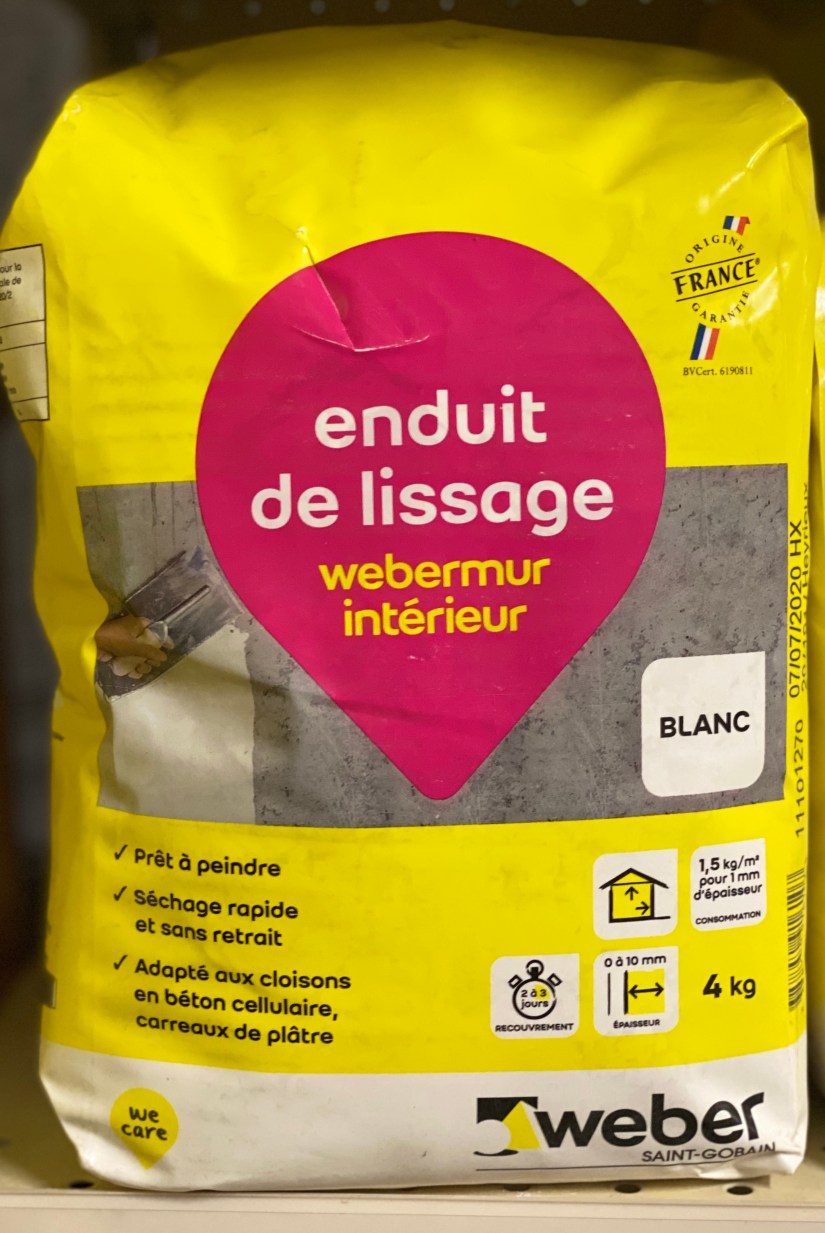 our la
ORIGINE
FRANCE®
GARANTIE
BVCert. 6190811
enduit
de lissage
webermur
intérieur
BLANC
11101270 07/07/2020 HX
✓ Prêt à peindre
✓ Séchage rapide
et sans retrait
✓ Adapté aux cloisons
en béton cellulaire,
carreaux de plâtre
1,5 kg/m²
pour 1 mm
d'épaisseur
CONSOMMATION
2 à 3
jours
RECOUVREMENT
0 à 10 mm
ÉPAISSEUR
4 kg
we
care
weber
SAINT-GOBAIN